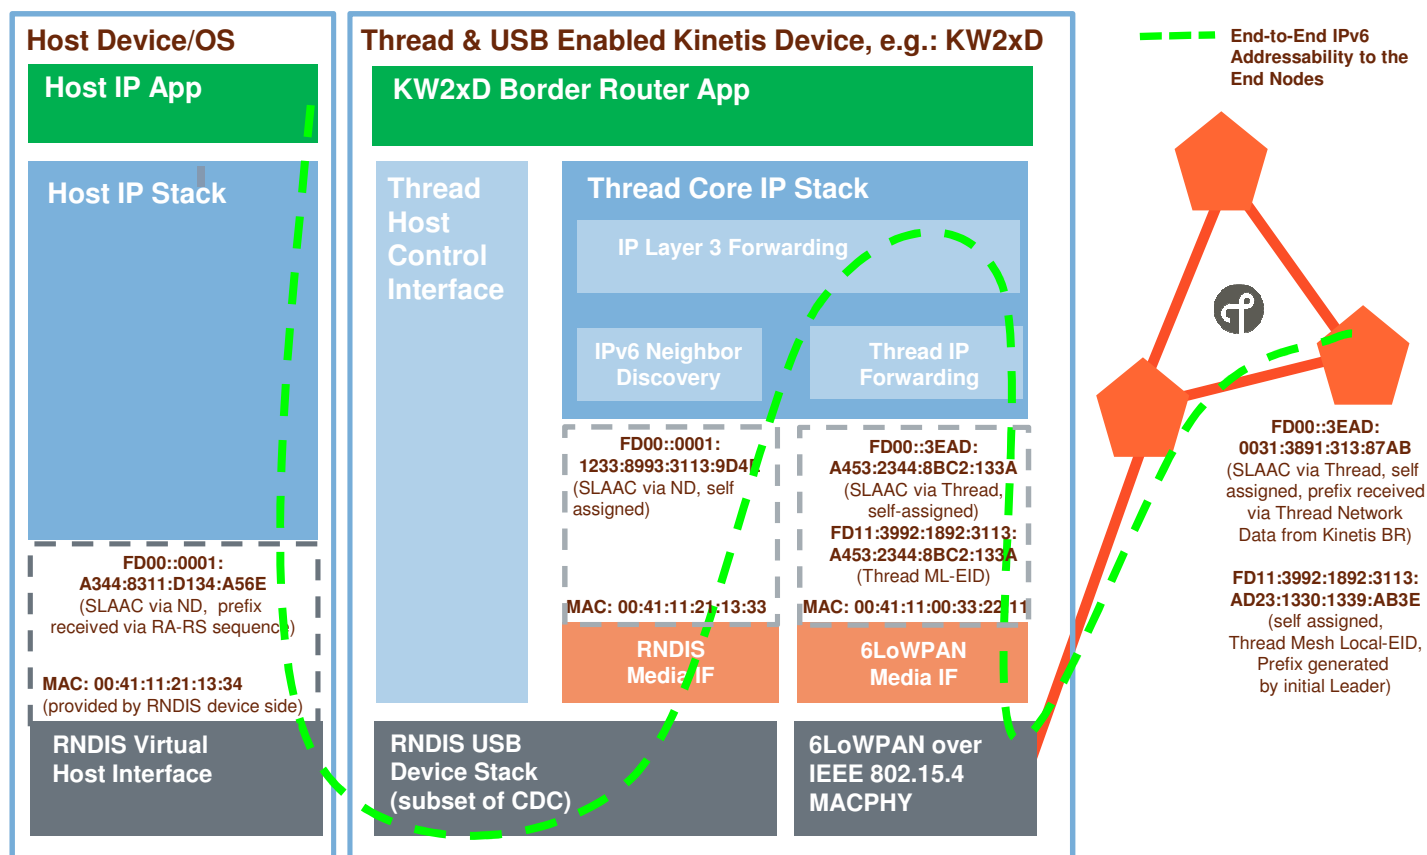 Host Device/OS
Host IP App
Host IP Stack
FD00::0001:
A344:8311:D134:A56E
(SLAAC via ND, prefix
received via RA-RS sequence)
MAC: 00:41:11:21:13:34
(provided by RNDIS device side)
RNDIS Virtual
Host Interface
Thread & USB Enabled Kinetis Device, e.g.: KW2xD
KW2xD Border Router App
Thread
Host
Control
Interface
Thread Core IP Stack
IP Layer 3 Forwarding
IPv6 Neighbor
Discovery
Thread IP
Forwarding
FD00::0001:
1233:8993:3113:9D4E
(SLAAC via ND, self
assigned)
MAC: 00:41:11:21:13:33
FD00::3EAD:
A453:2344:8BC2:133A
(SLAAC via Thread,
self-assigned)
FD11:3992:1892:3113:
A453:2344:8BC2:133A
(Thread ML-EID)
MAC: 00:41:11:00:33:22:11
RNDIS
Media IF
6LoWPAN
Media IF
RNDIS USB
Device Stack
(subset of CDC)
6LoWPAN over
IEEE 802.15.4
MACPHY
End-to-End IPv6
Addressability to the
End Nodes
FD00::3EAD:
0031:3891:313:87AB
(SLAAC via Thread, self
assigned, prefix received
via Thread Network
Data from Kinetis BR)
FD11:3992:1892:3113:
AD23:1330:1339:AB3E
(self assigned,
Thread Mesh Local-EID,
Prefix generated
by initial Leader)